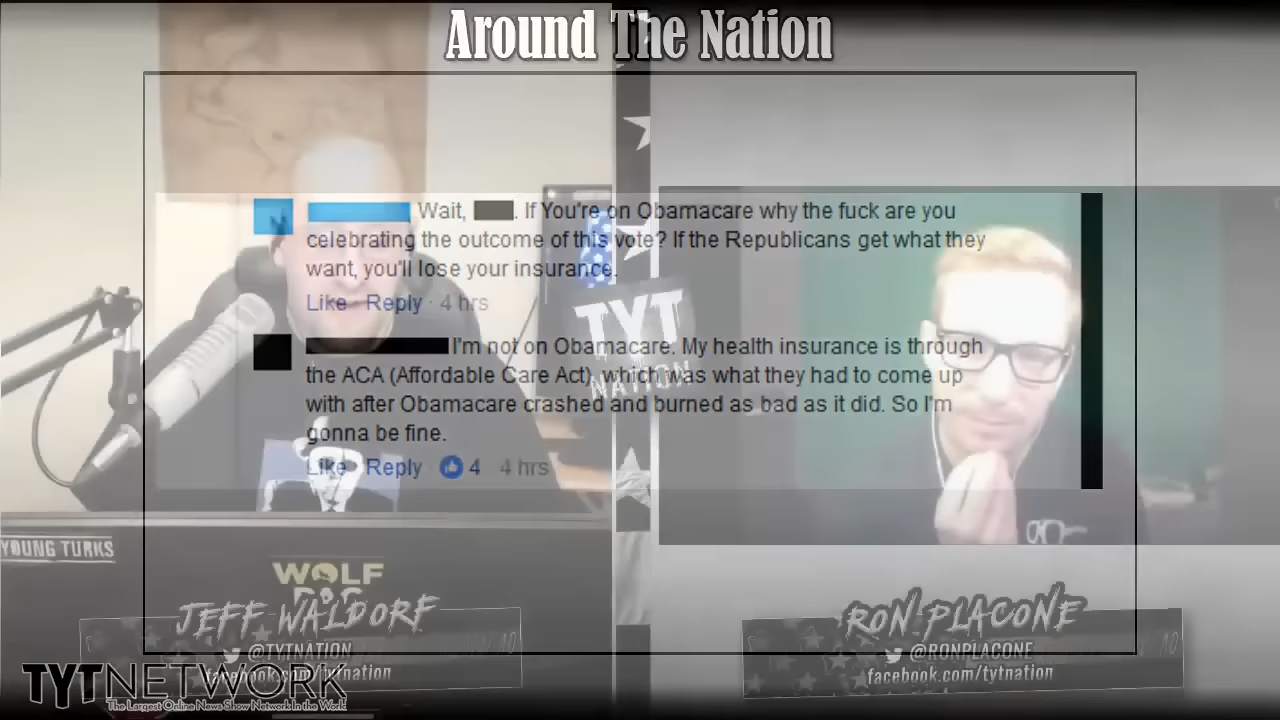 Around The Nation
Wait,
. If You're on Obamacare why the fuck are you
celebrating the outcome of this vote? If the Republicans get what they
want, you'll lose your insurance.
Like · Reply · 4 hrs
I'm not on Obamacare. My health insurance is through
the ACA (Affordable Care Act), which was what they had to come up
with after Obamacare crashed and burned as bad as it did. So I'm
gonna be fine.
Like · Reply 4 4 hrs
TYT
NATION
YOUNG TURKS
WOLF
JEFF WALDORF
@TYTNATION
facebook.com/tytnation
RON PLACONE
@RONPLACONE
facebook.com/tytnation
TYTNETWORK
The Largest Online News Show Network In the World